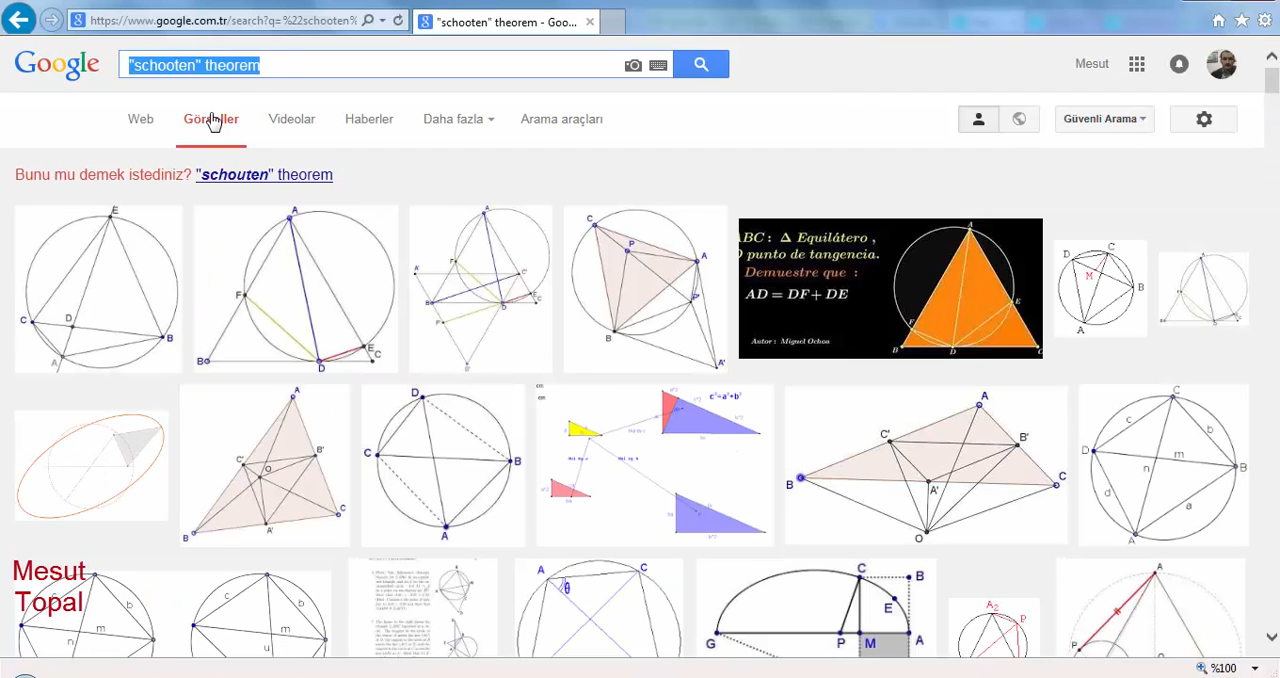 https://www.google.com.tr/search?q=%22schooten%
"schooten" theorem - Goo...
Google
"schooten" theorem
Mesut
Web
Videolar
Haberler
Daha fazla
Arama araçları
Güvenli Arama
Bunu mu demek istediniz? "schouten" theorem
E
C
D
B
A
A
F
B
E
C
D
A
F
D
C
P
A
B
A'
ABC : Δ Equilátero ,
D punto de tangencia.
Demuestre que :
AD = DF + DE
Autor : Miguel Ochoa
A
E
F
B
D
C
D
C
M
B
A
A
C'
B'
O
B
A'
C
D
C
B
A
c²=a²+b²
A
C'
B'
B
A'
C
O
C
c
b
D
m
n
B
d
a
A
Mesut
Topal
b
n
m
c
b
m
u
A
C
θ
C
B
E
G
P
M
A
A2
P
A
P
%100